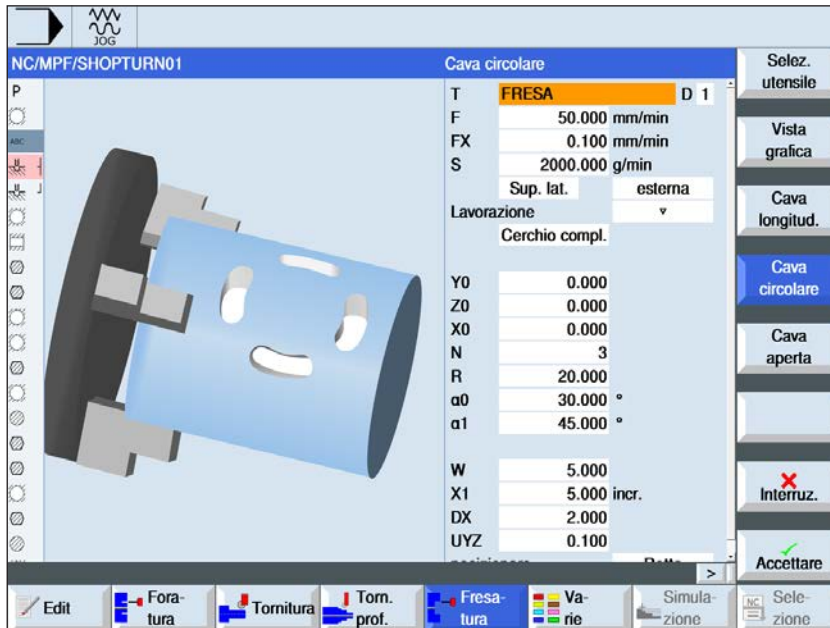 JOG
NC/MPF/SHOPTURN01
Cava circolare
P
ABC
T FRESA D 1
F 50.000 mm/min
FX 0.100 mm/min
S 2000.000 g/min
Sup. lat. esterna
Lavorazione ▿
Cerchio compl.
Y0 0.000
Z0 0.000
X0 0.000
N 3
R 20.000
α0 30.000 °
α1 45.000 °
W 5.000
X1 5.000 incr.
DX 2.000
UYZ 0.100
>
Selez.
utensile
Vista
grafica
Cava
longitud.
Cava
circolare
Cava
aperta
Interruz.
Accettare
Edit
Fora-
tura
Tornitura
Torn.
prof.
Fresa-
tura
Va-
rie
Simula-
zione
NC
Sele-
zione